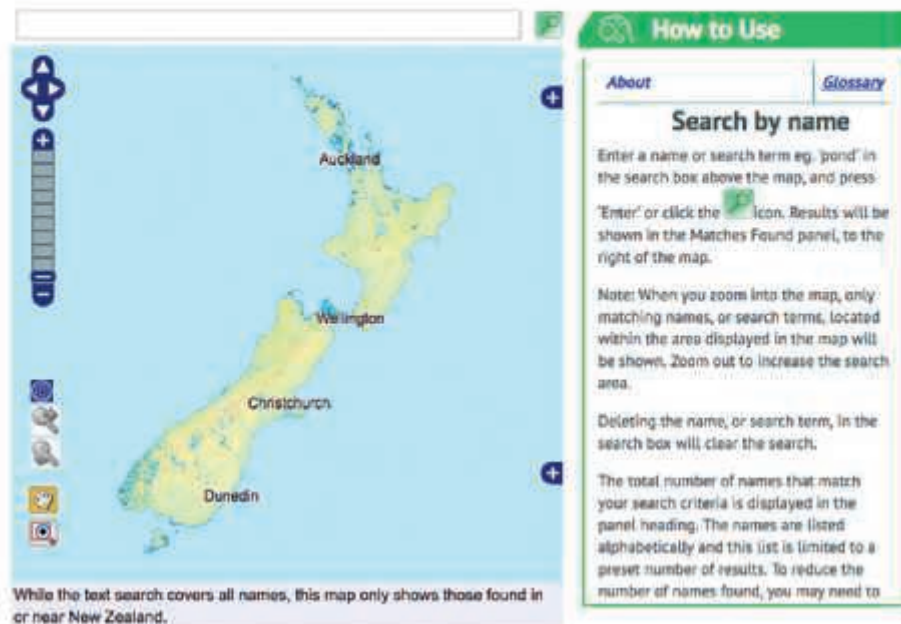 Auckland
Wellington
Christchurch
Dunedin
While the text search covers all names, this map only shows those found in
or near New Zealand.
How to Use
About
Glossary
Search by name
Enter a name or search term eg. 'pond' in
the search box above the map, and press
'Enter' or click the icon. Results will be
shown in the Matches Found panel, to the
right of the map.
Note: When you zoom into the map, only
matching names, or search terms, located
within the area displayed in the map will
be shown. Zoom out to increase the search
area.
Deleting the name, or search term, in the
search box will clear the search.
The total number of names that match
your search criteria is displayed in the
panel heading. The names are listed
alphabetically and this list is limited to a
preset number of results. To reduce the
number of names found, you may need to